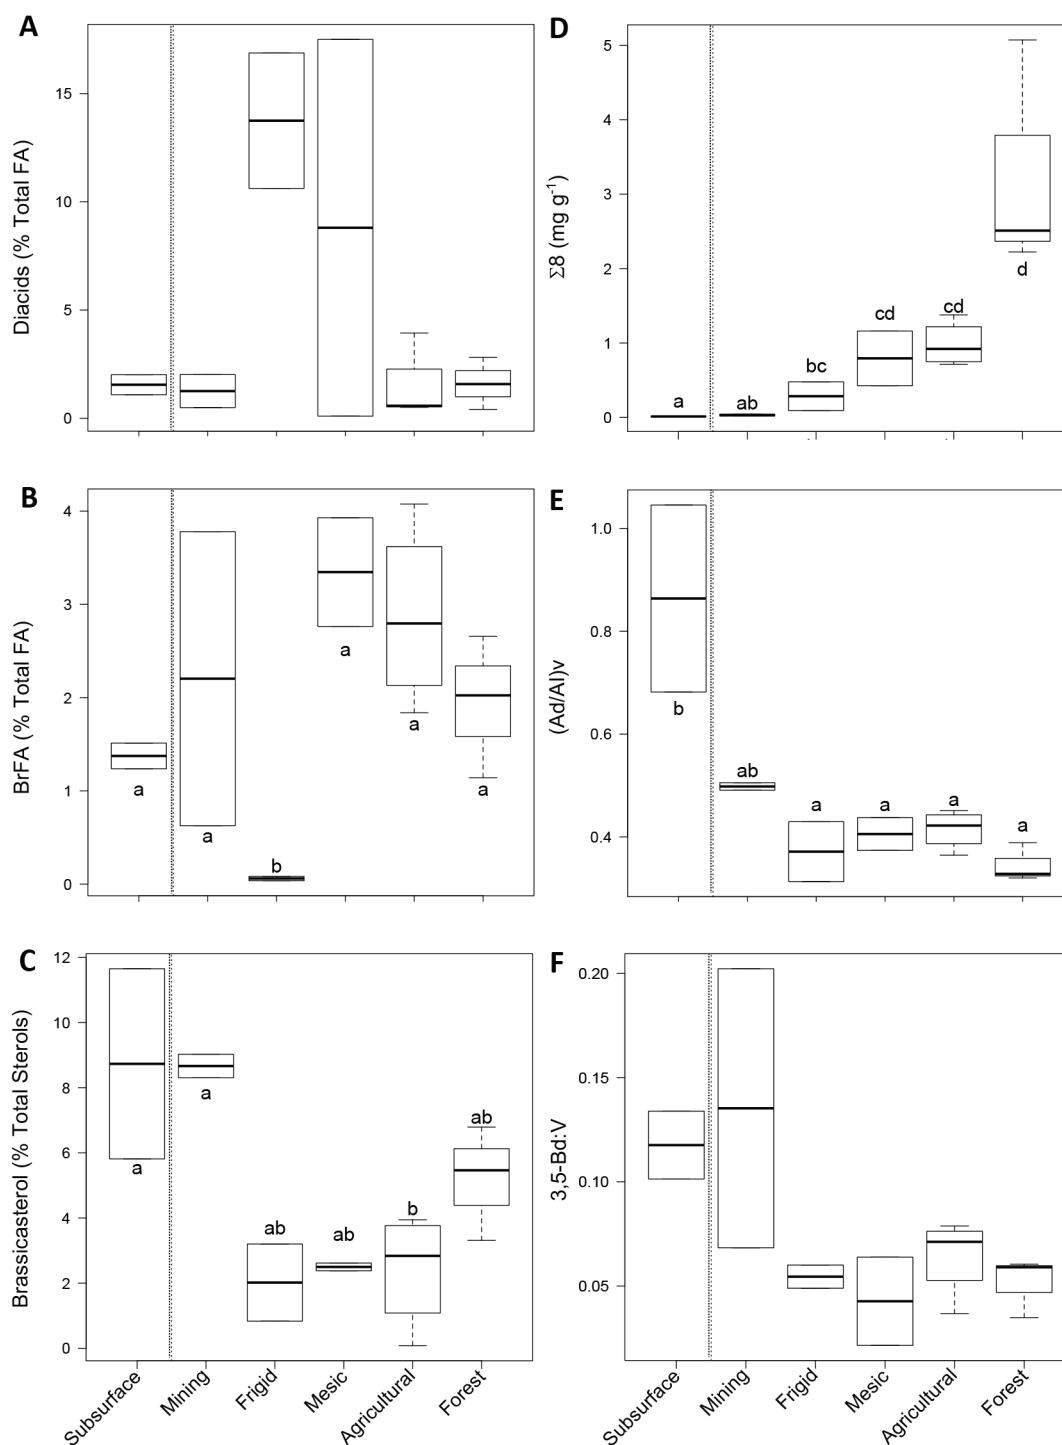 A
Diacids (% Total FA)
15
10
5
0
D
Σ8 (mg g⁻¹)
5
4
3
2
1
0
a
ab
bc
cd
cd
d
B
BrFA (% Total FA)
4
3
2
1
0
a
a
b
a
a
a
E
(Ad/Al)v
1.0
0.8
0.6
0.4
b
ab
a
a
a
a
C
Brassicasterol (% Total Sterols)
12
10
8
6
4
2
0
a
a
ab
ab
b
ab
Subsurface
Mining
Frigid
Mesic
Agricultural
Forest
F
3,5-Bd:V
0.20
0.15
0.10
0.05
Subsurface
Mining
Frigid
Mesic
Agricultural
Forest